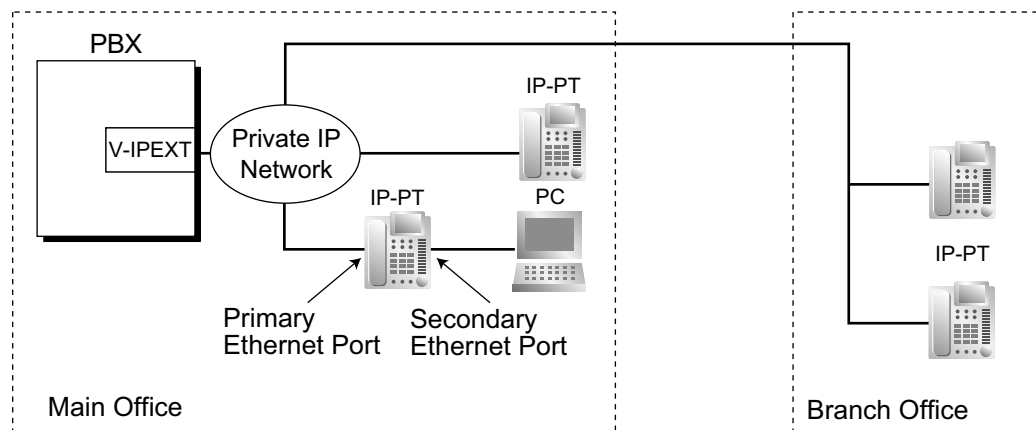 PBX
V-IPEXT
Private IP
Network
IP-PT
IP-PT
PC
Primary
Ethernet Port
Secondary
Ethernet Port
Main Office
IP-PT
Branch Office